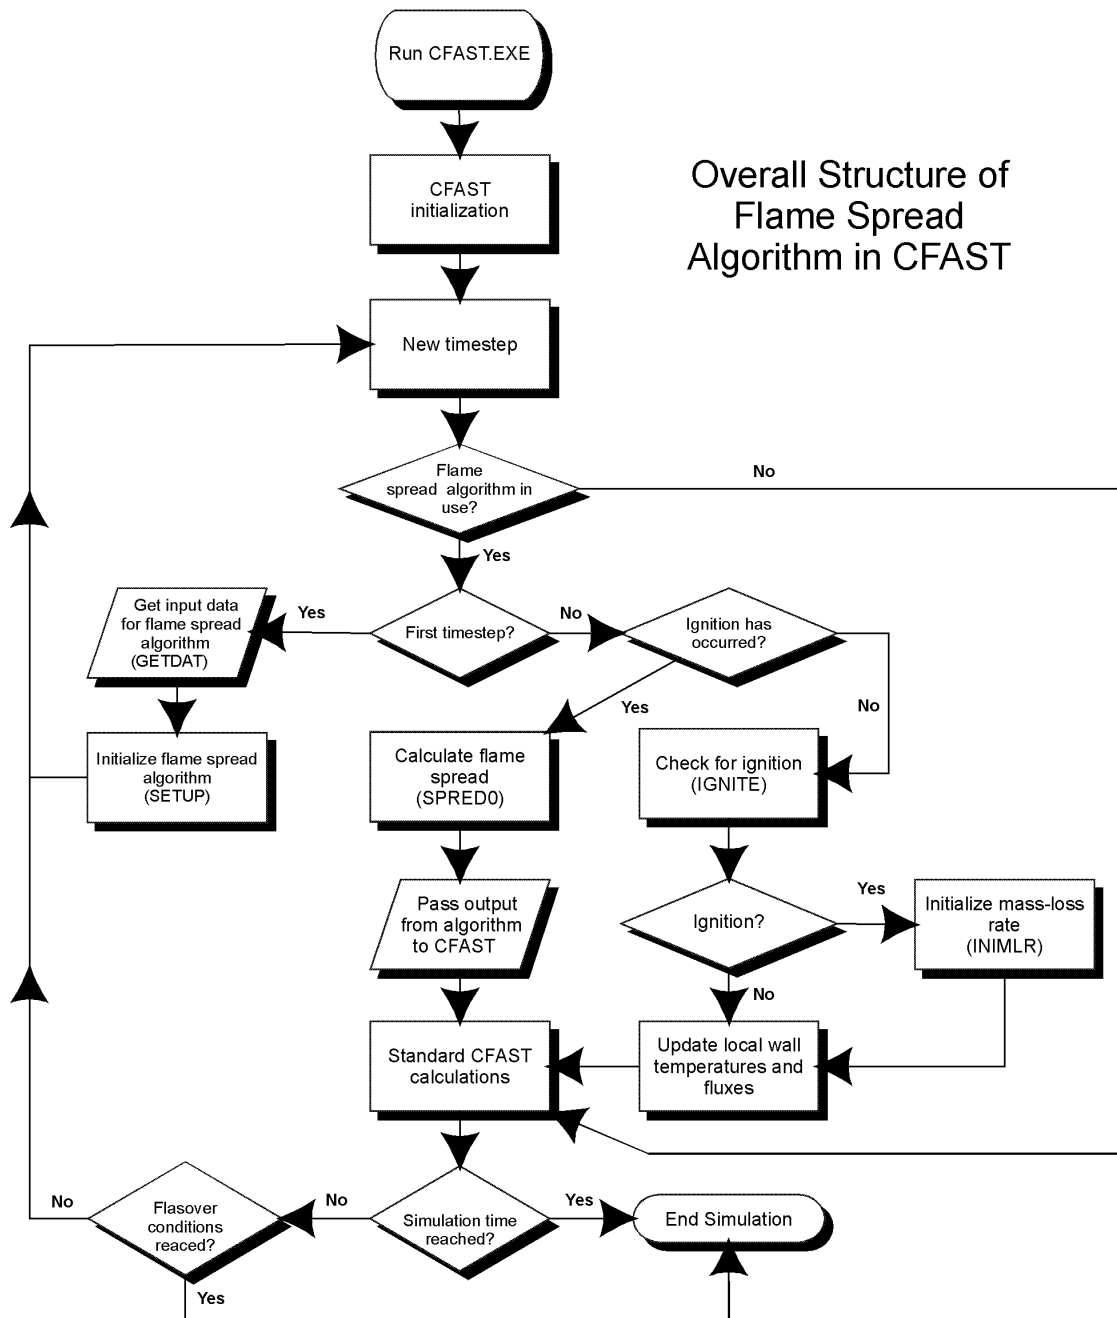 Run CFAST.EXE
CFAST
initialization
Overall Structure of
Flame Spread
Algorithm in CFAST
New timestep
Flame
spread algorithm in
use?
No
Yes
Get input data
for flame spread
algorithm
(GETDAT)
Yes
First timestep?
No
Ignition has
occurred?
Yes
No
Initialize flame spread
algorithm
(SETUP)
Calculate flame
spread
(SPRED0)
Check for ignition
(IGNITE)
Pass output
from algorithm
to CFAST
Ignition?
Yes
Initialize mass-loss
rate
(INIMLR)
No
Standard CFAST
calculations
Update local wall
temperatures and
fluxes
No
Flasover
conditions
reaced?
No
Simulation time
reached?
Yes
End Simulation
Yes